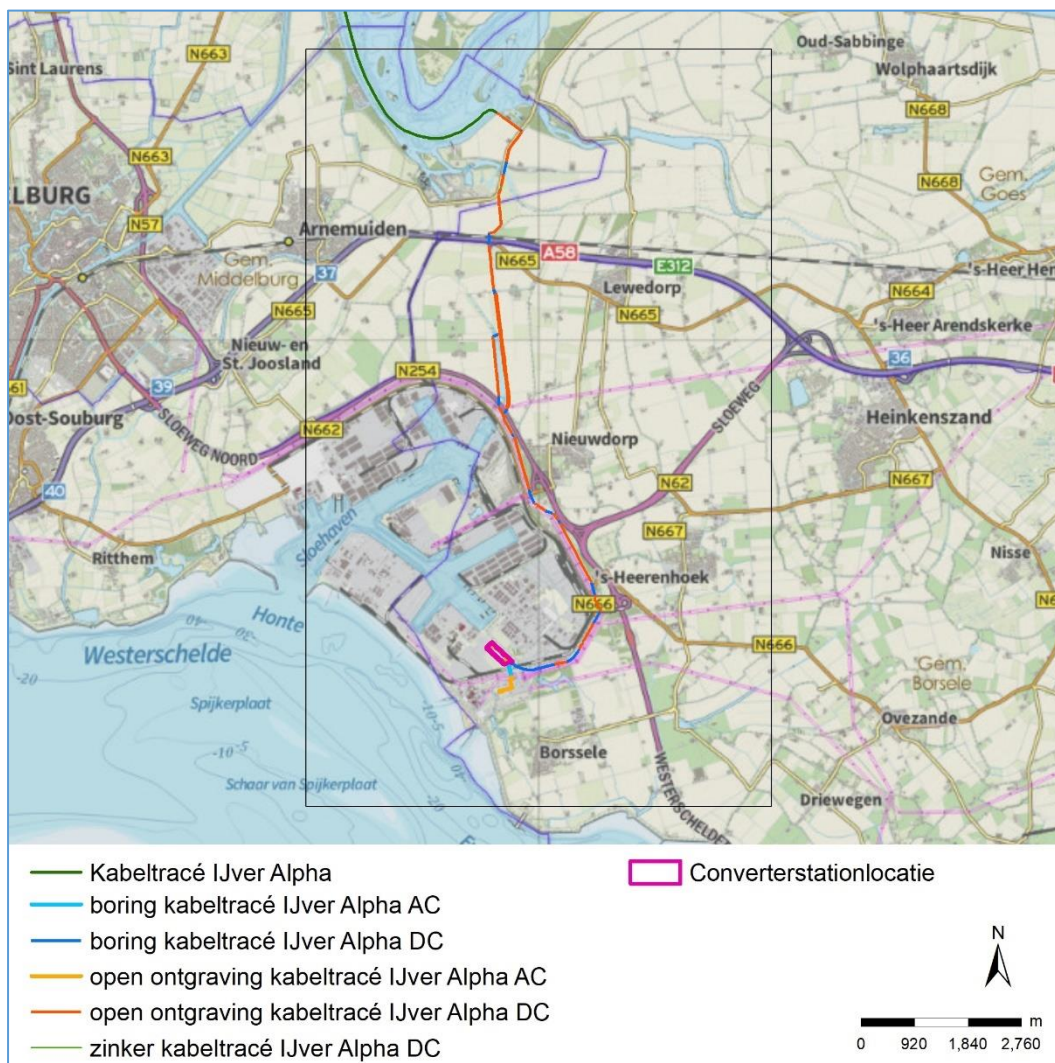 N663
Oud-Sabbinge
Wolphaartsdijk
Sint Laurens
N668
N663
Gem.
Goes
N668
ELBURG
N57
Arnemuiden
Gem.
Middelburg
37
A58
E312
N665
's-Heer Hen
Lewedorp
N664
N665
N665
's-Heer Arendskerke
Nieuw- en
St. Joosland
36
39
N254
SLOEWEG
Oost-Souburg
SLOEWEG NOORD
N662
Heinkenszand
Nieuwdorp
40
N62
N667
Sloehaven
N667
Ritthem
Nisse
's-Heerenhoek
Honte
N666
Westerschelde
N666
Gem.
Borsele
Spijkerplaat
Ovezande
Borssele
Schaar van Spijkerplaat
Driewegen
Kabeltracé IJver Alpha
Converterstationlocatie
boring kabeltracé IJver Alpha AC
boring kabeltracé IJver Alpha DC
N
open ontgraving kabeltracé IJver Alpha AC
open ontgraving kabeltracé IJver Alpha DC
m
0 920 1,840 2,760
zinker kabeltracé IJver Alpha DC